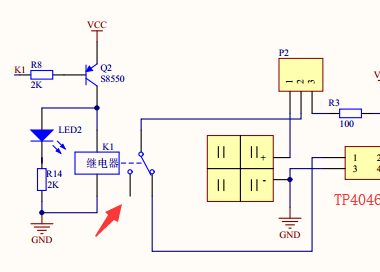 VCC
P2
K1
R8
2K
Q2
S8550
1
2
3
R3
100
LED2
K1
继电器
R14
2K
+
-
1
2
3
4
TP4046
GND
GND